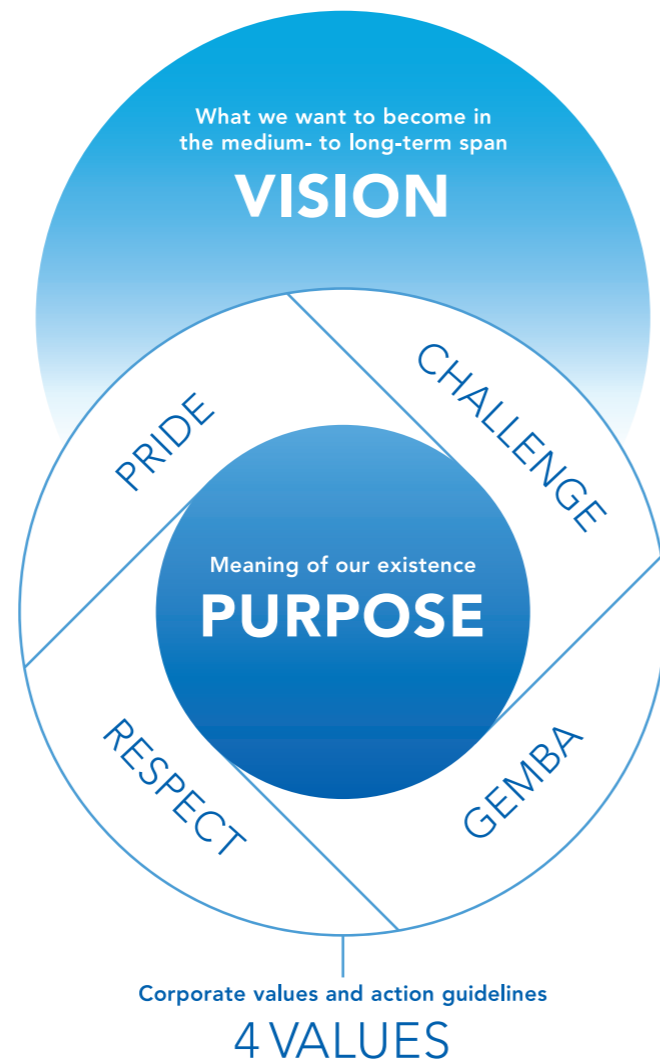 What we want to become in
the medium- to long-term span
VISION
PRIDE
CHALLENGE
Meaning of our existence
PURPOSE
RESPECT
GEMBA
Corporate values and action guidelines
4 VALUES